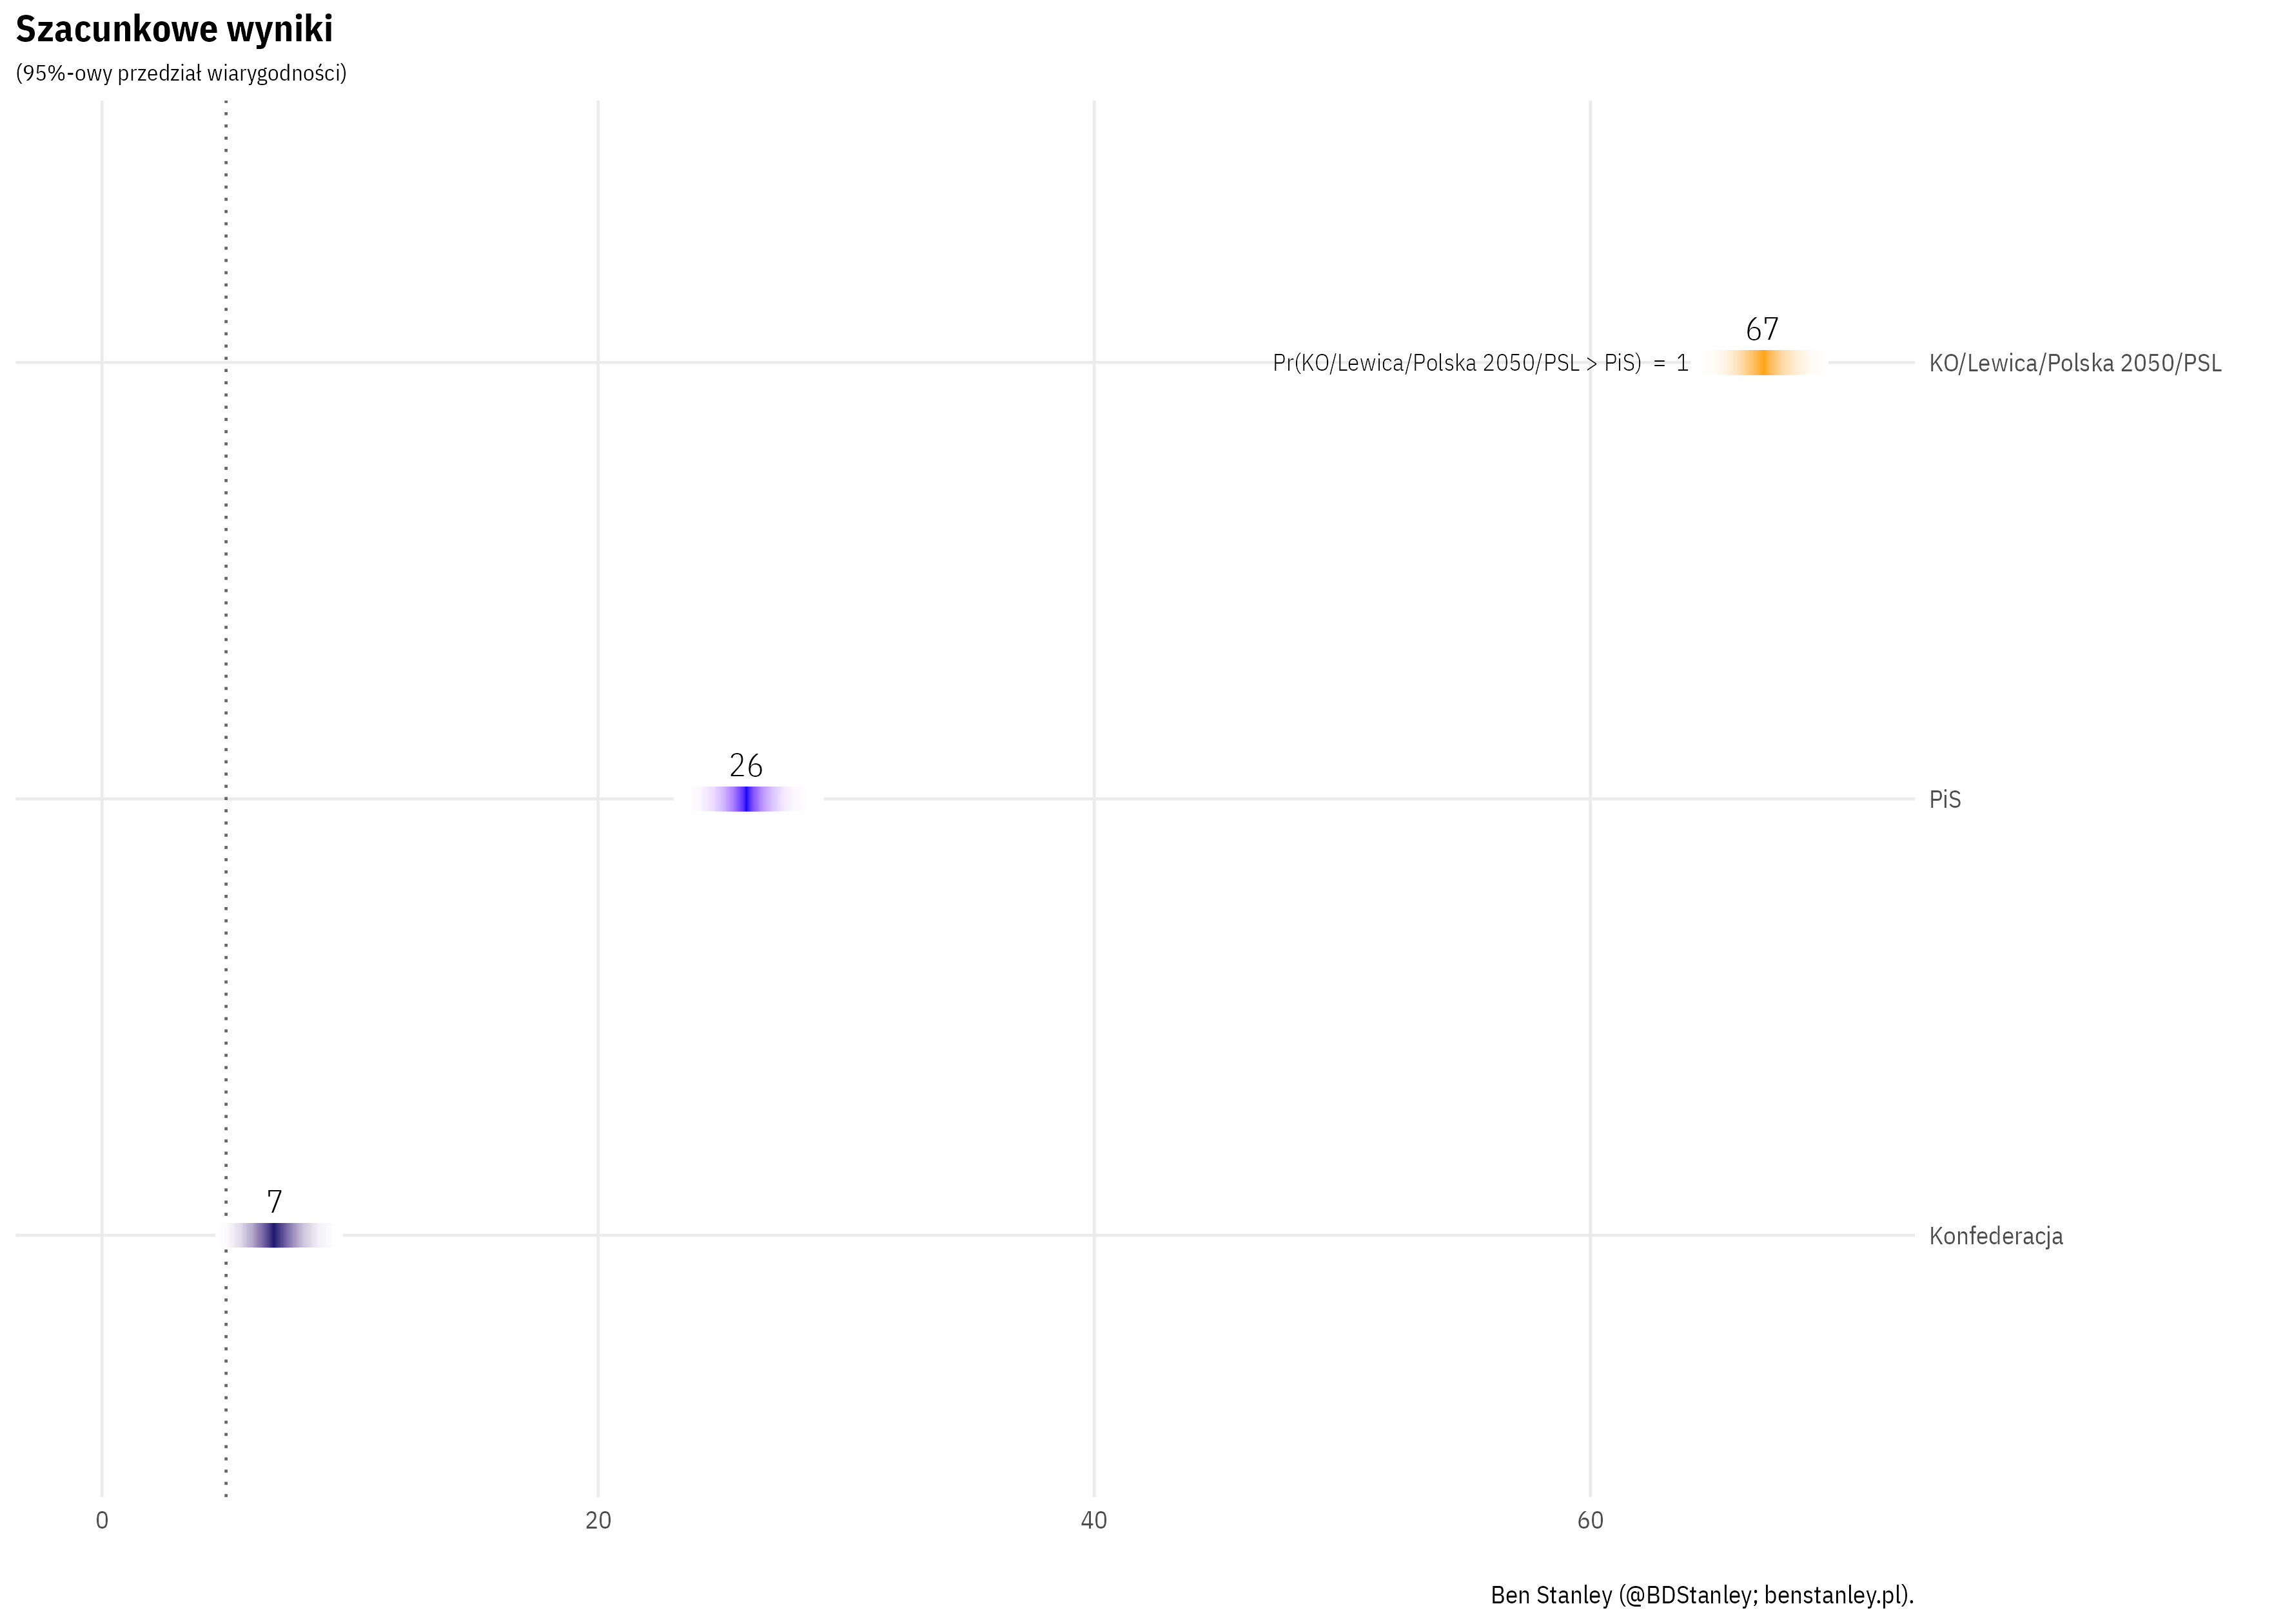 Szacunkowe wyniki
(95%-owy przedział wiarygodności)
67
Pr(KO/Lewica/Polska 2050/PSL > PiS) = 1
KO/Lewica/Polska 2050/PSL
26
PiS
7
Konfederacja
0 20 40 60
Ben Stanley (@BDStanley; benstanley.pl).